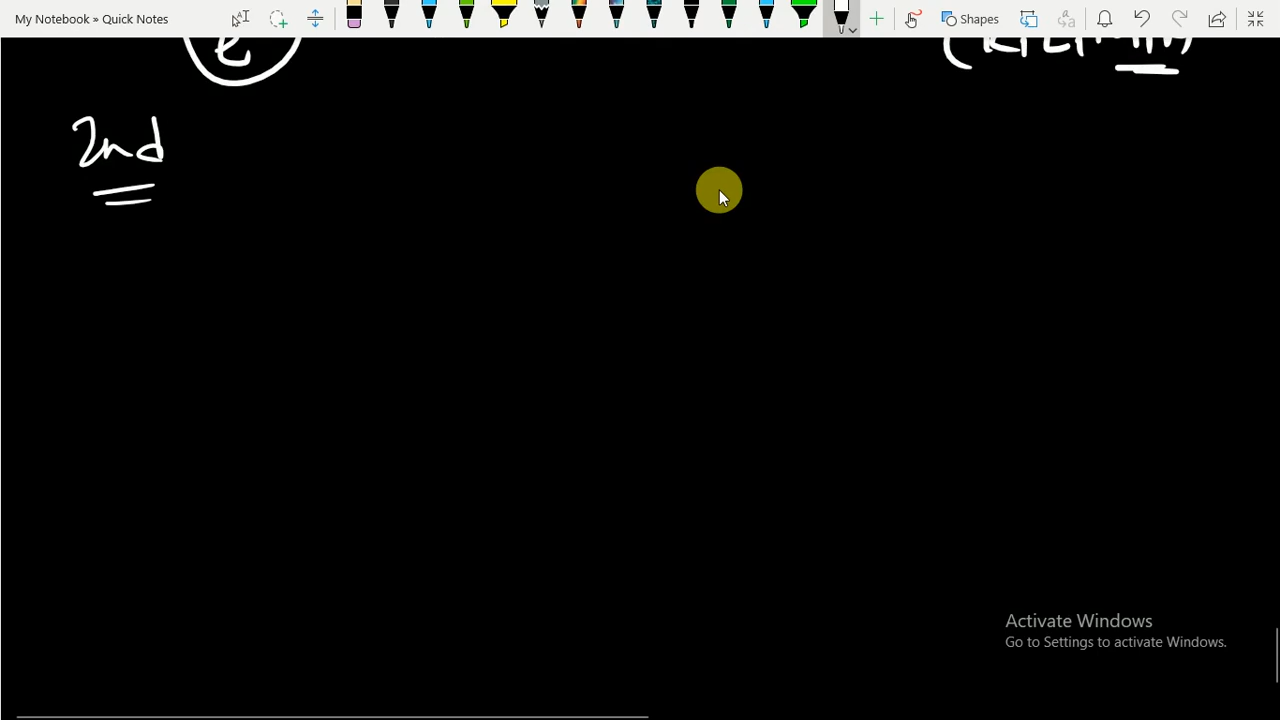 My Notebook » Quick Notes
Shapes
2nd
Activate Windows
Go to Settings to activate Windows.